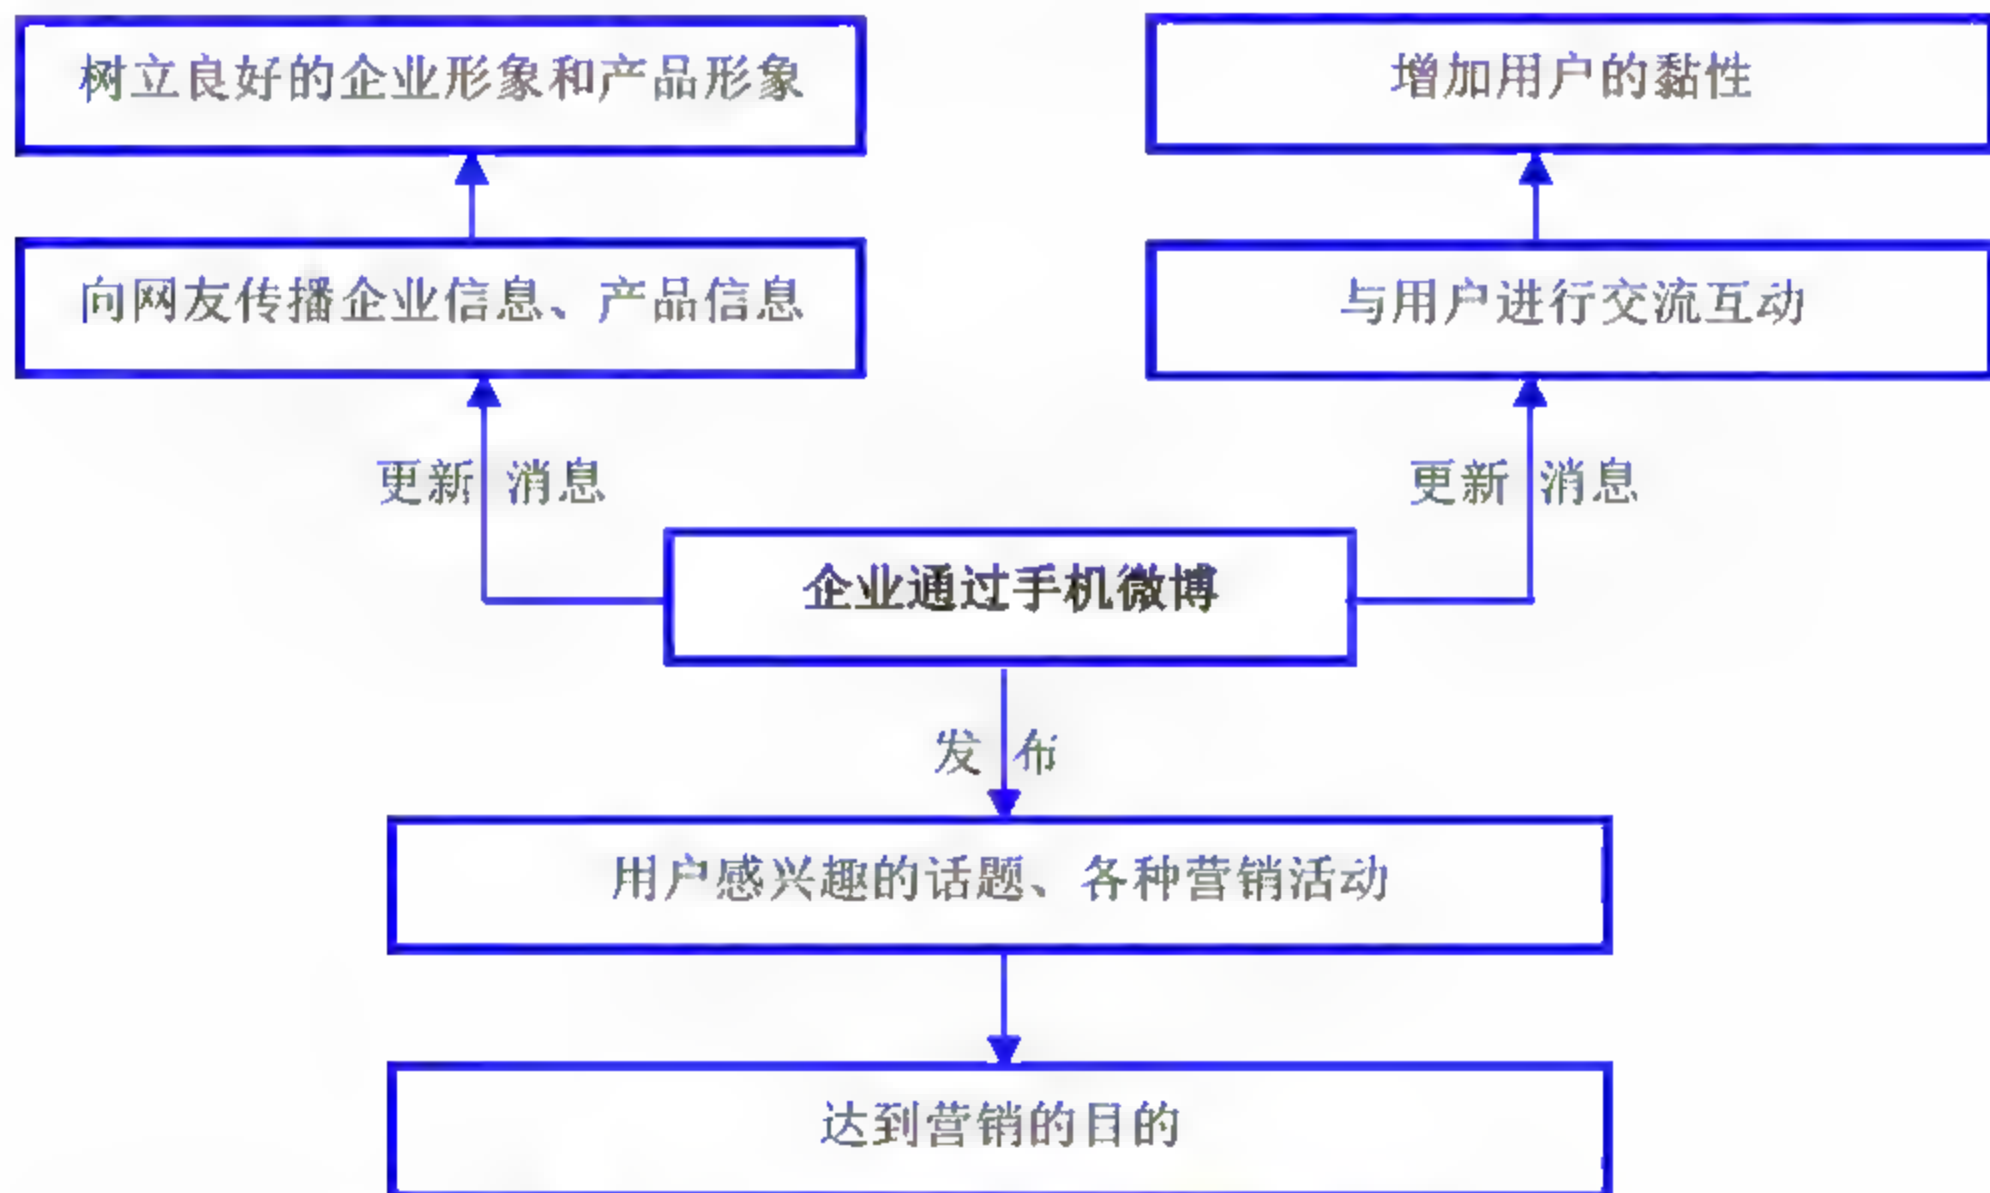 树立良好的企业形象和产品形象
增加用户的黏性
向网友传播企业信息、产品信息
与用户进行交流互动
更新 消息
更新 消息
企业通过手机微博
发 布
用户感兴趣的话题、各种营销活动
达到营销的目的